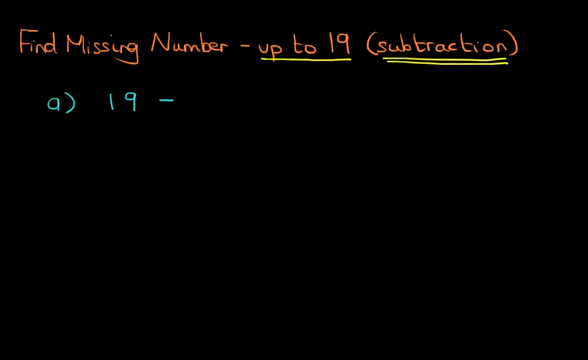 Find Missing Number - up to 19 (subtraction)
a) 19 -